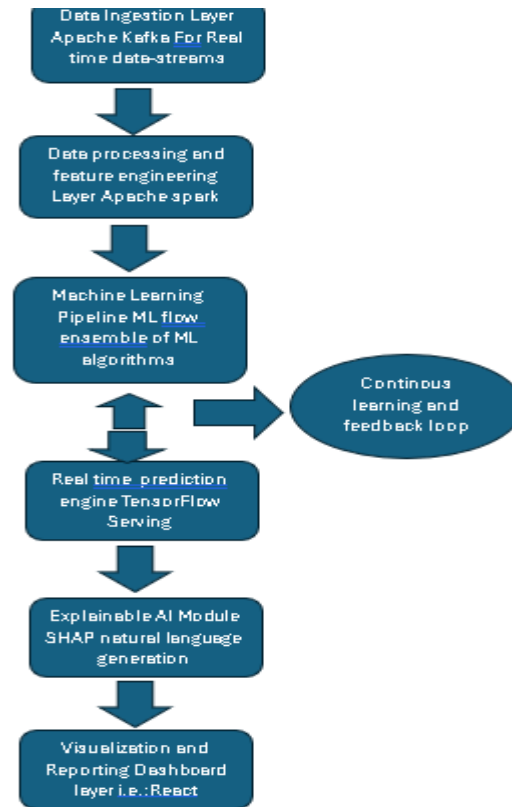 Data Ingestion Layer
Apache Kafka For Real
time data-streams
Data processing and
feature engineering
Layer Apache spark
Machine Learning
Pipeline ML flow
ensemble of ML
algorithms
Continous
learning and
feedback loop
Real time prediction
engine TensorFlow
Serving
Explainable AI Module
SHAP natural language
generation
Visualization and
Reporting Dashboard
layer i.e.:React